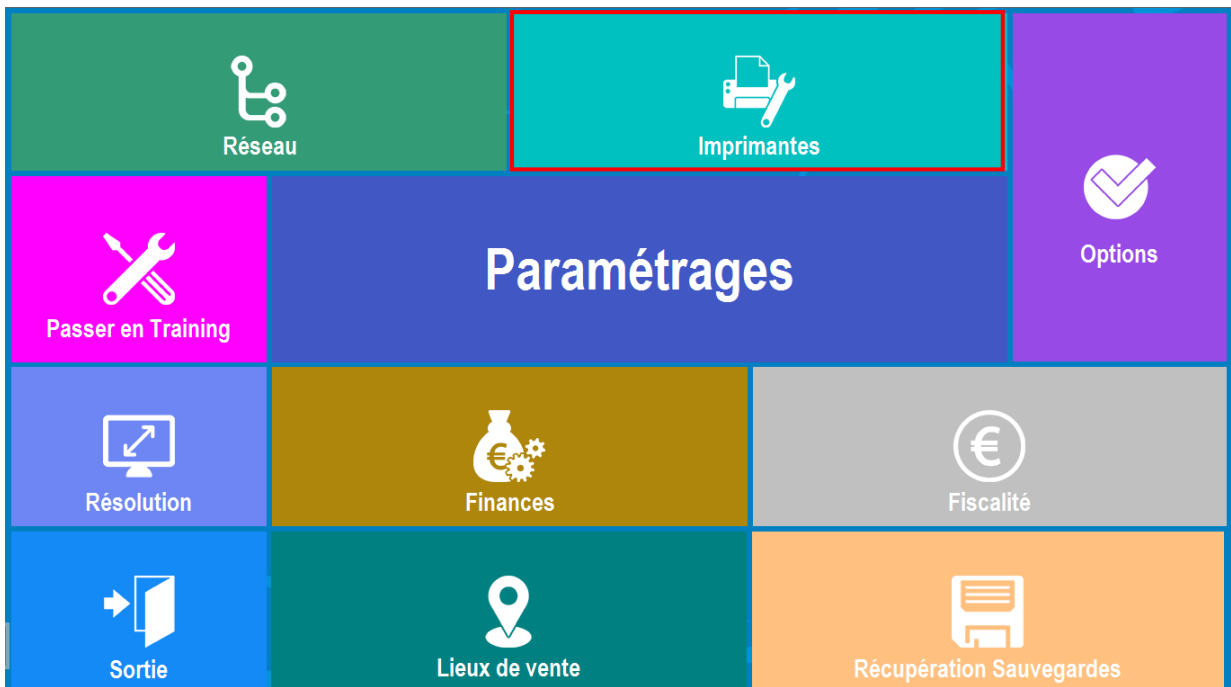 Réseau
Imprimantes
Options
Passer en Training
Paramétrages
Résolution
Finances
Fiscalité
Sortie
Lieux de vente
Récupération Sauvegardes